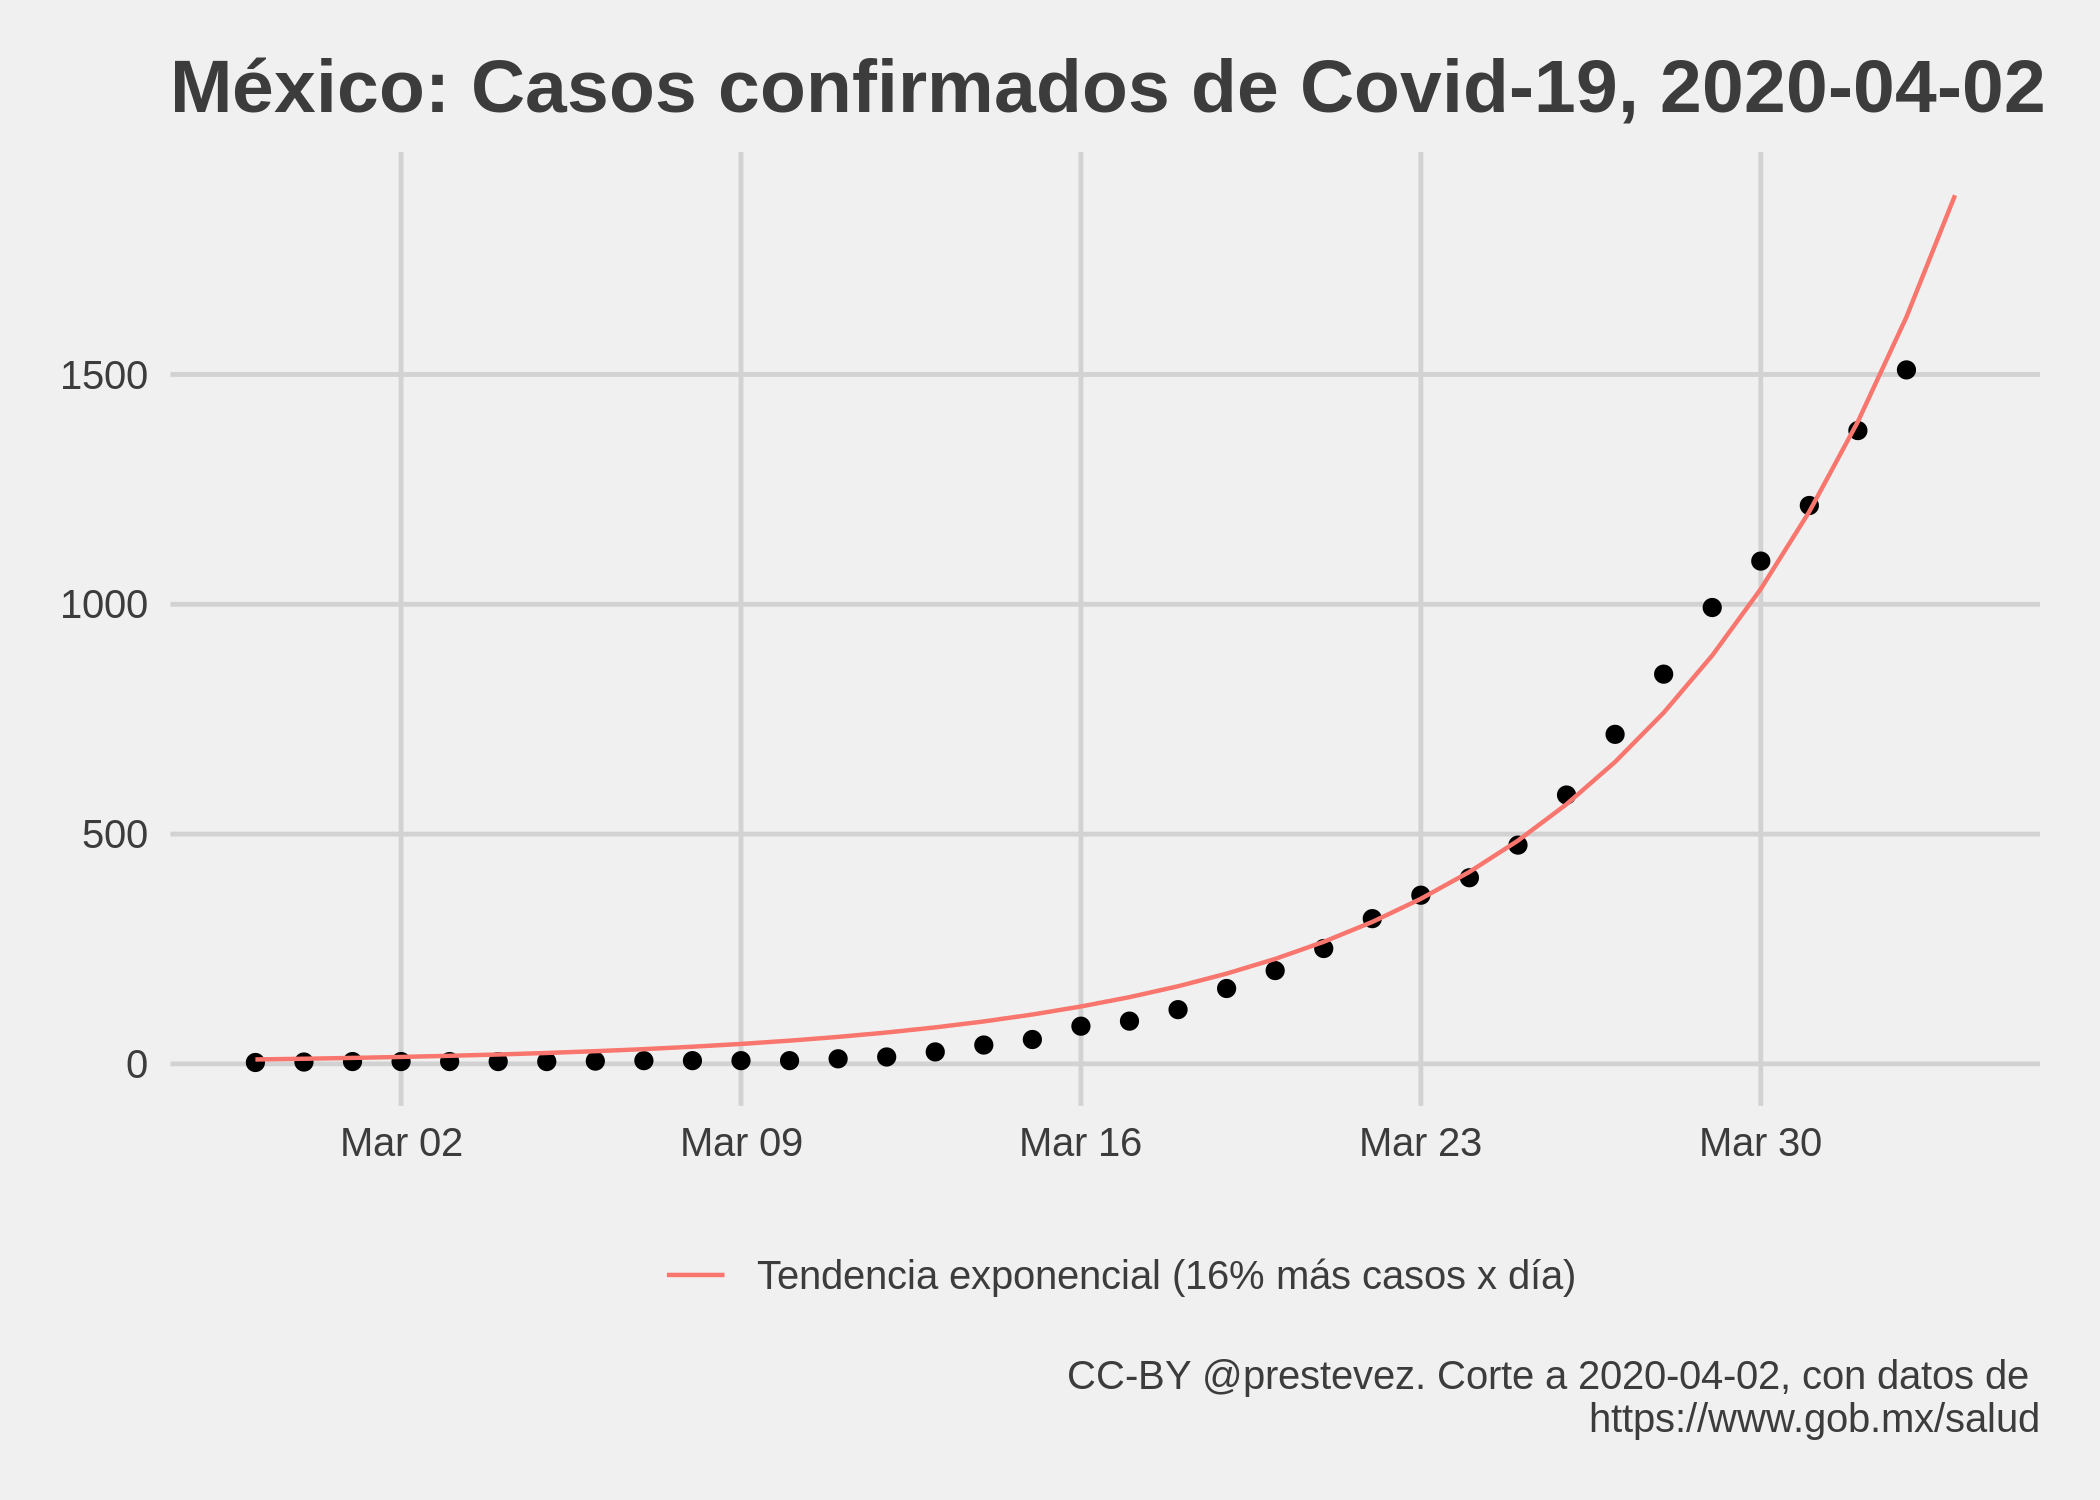 México: Casos confirmados de Covid-19, 2020-04-02
1500
1000
500
0
Mar 02 Mar 09 Mar 16 Mar 23 Mar 30
Tendencia exponencial (16% más casos x día)
CC-BY @prestevez. Corte a 2020-04-02, con datos de
https://www.gob.mx/salud